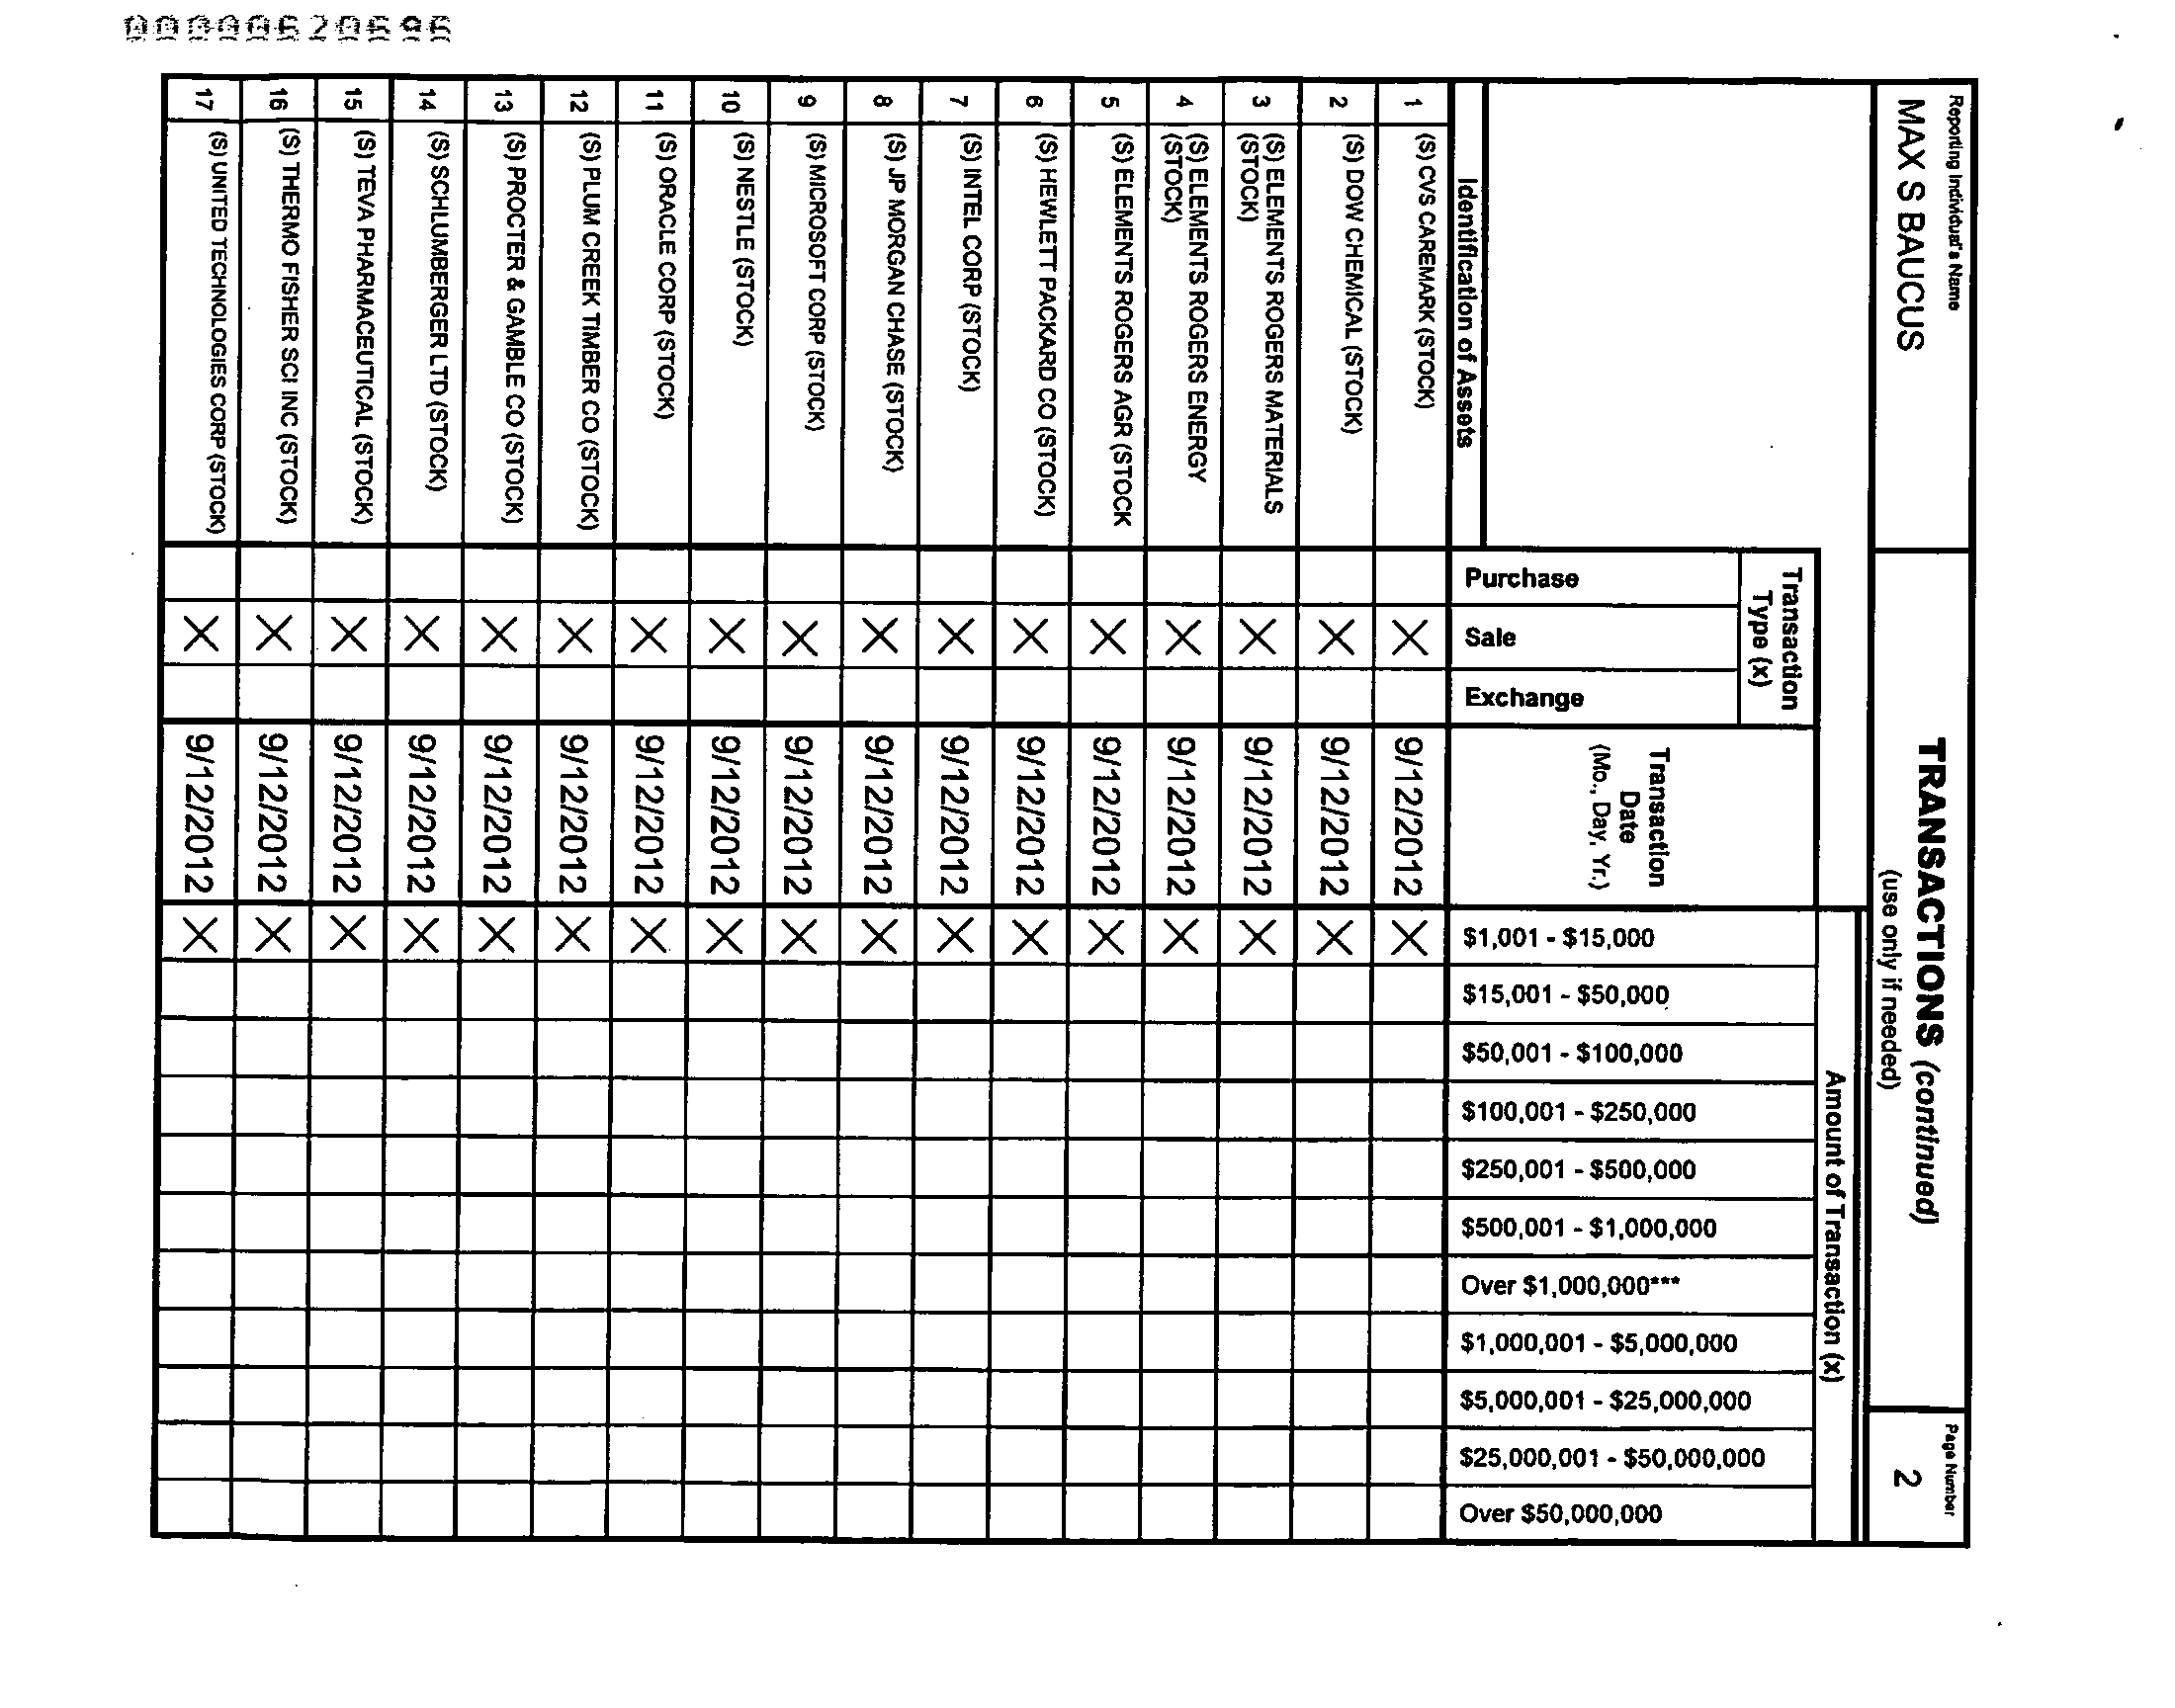 000000620696
Reporting Individual's Name
MAX S BAUCUS
TRANSACTIONS (continued)
(use only if needed)
Page Number
2
Identification of Assets
Transaction
Type (x)
Purchase
Sale
Exchange
Transaction
Date
(Mo., Day, Yr.)
Amount of Transaction (x)
$1,001 - $15,000
$15,001 - $50,000
$50,001 - $100,000
$100,001 - $250,000
$250,001 - $500,000
$500,001 - $1,000,000
Over $1,000,000***
$1,000,001 - $5,000,000
$5,000,001 - $25,000,000
$25,000,001 - $50,000,000
Over $50,000,000
1 (S) CVS CAREMARK (STOCK) X 9/12/2012 X
2 (S) DOW CHEMICAL (STOCK) X 9/12/2012 X
3 (S) ELEMENTS ROGERS MATERIALS
(STOCK) X 9/12/2012 X
4 (S) ELEMENTS ROGERS ENERGY
(STOCK) X 9/12/2012 X
5 (S) ELEMENTS ROGERS AGR (STOCK X 9/12/2012 X
6 (S) HEWLETT PACKARD CO (STOCK) X 9/12/2012 X
7 (S) INTEL CORP (STOCK) X 9/12/2012 X
8 (S) JP MORGAN CHASE (STOCK) X 9/12/2012 X
9 (S) MICROSOFT CORP (STOCK) X 9/12/2012 X
10 (S) NESTLE (STOCK) X 9/12/2012 X
11 (S) ORACLE CORP (STOCK) X 9/12/2012 X
12 (S) PLUM CREEK TIMBER CO (STOCK) X 9/12/2012 X
13 (S) PROCTER & GAMBLE CO (STOCK) X 9/12/2012 X
14 (S) SCHLUMBERGER LTD (STOCK) X 9/12/2012 X
15 (S) TEVA PHARMACEUTICAL (STOCK) X 9/12/2012 X
16 (S) THERMO FISHER SCI INC (STOCK) X 9/12/2012 X
17 (S) UNITED TECHNOLOGIES CORP (STOCK) X 9/12/2012 X